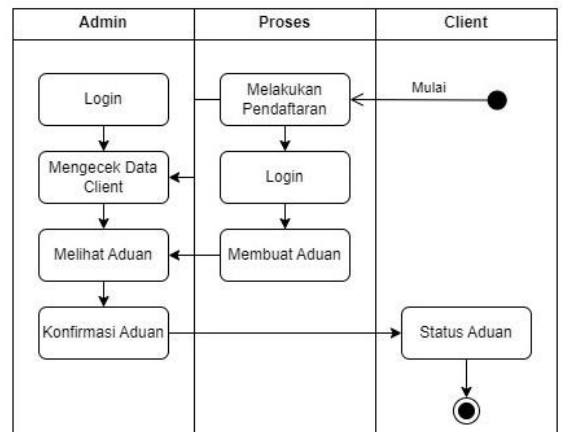 Admin
Proses
Client
Login
Melakukan
Pendaftaran
Mulai
Mengecek Data
Client
Login
Melihat Aduan
Membuat Aduan
Konfirmasi Aduan
Status Aduan